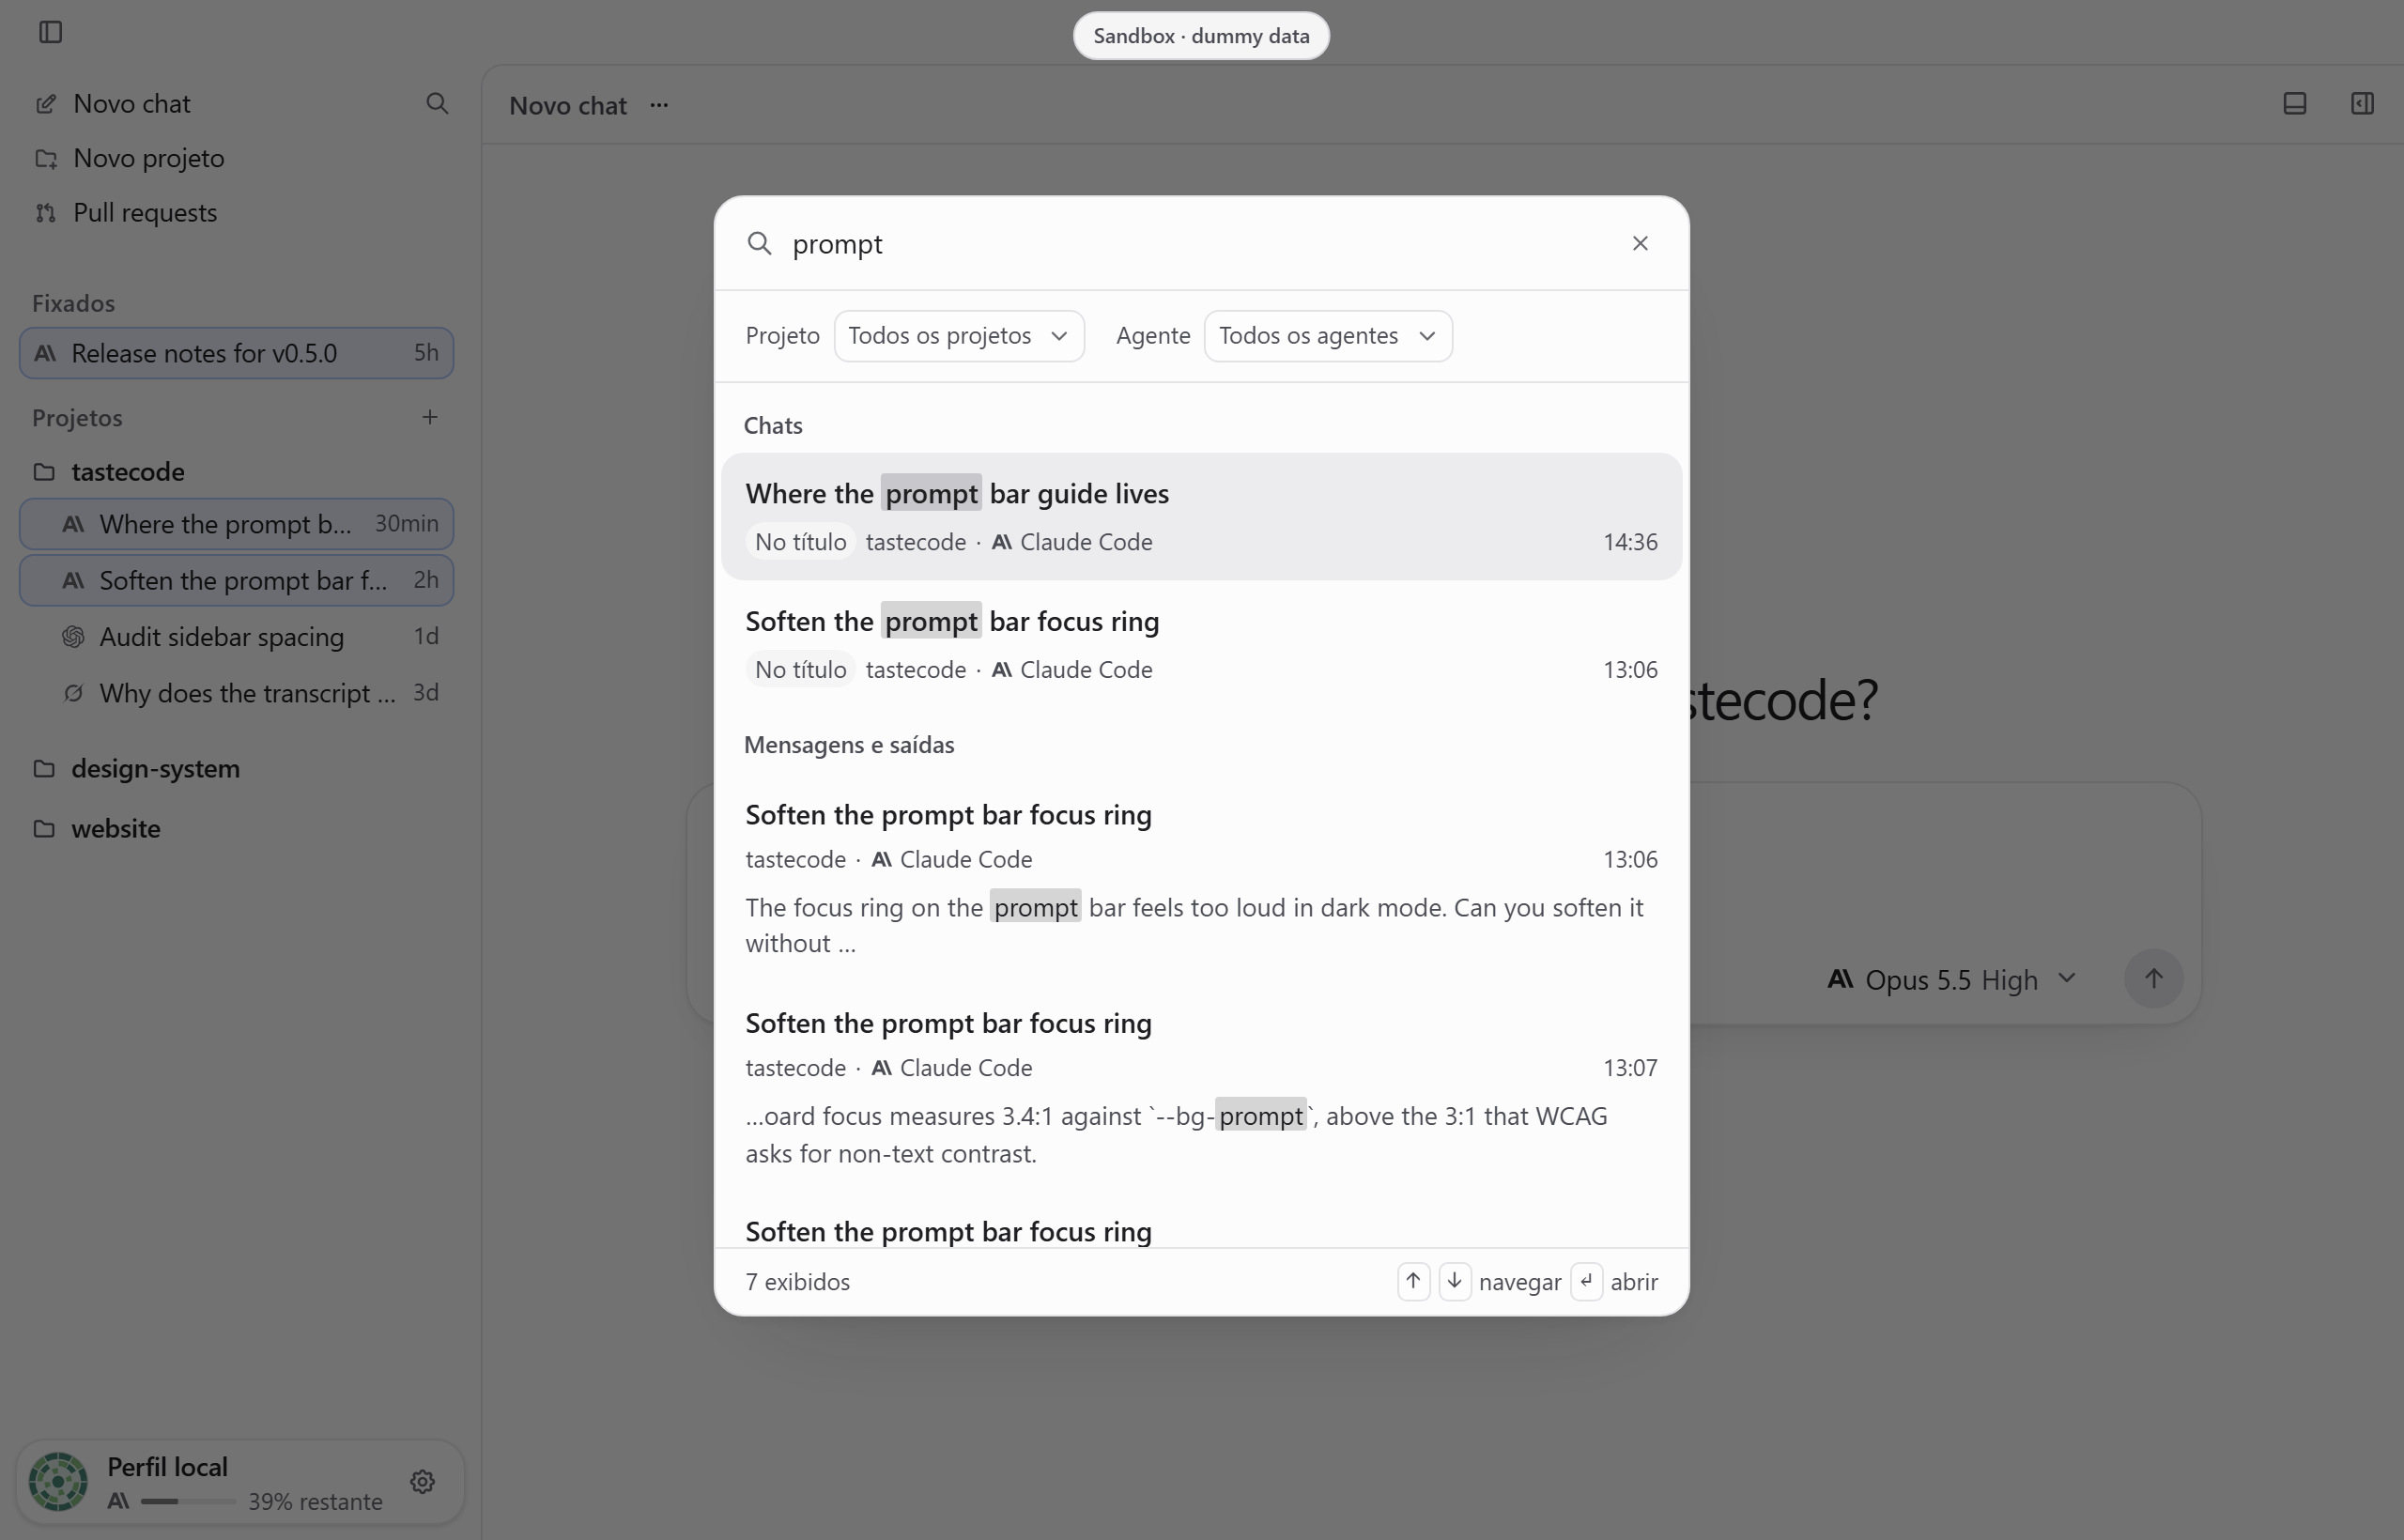 Sandbox · dummy data
Novo chat
Novo projeto
Pull requests
Fixados
Release notes for v0.5.0 5h
Projetos
tastecode
Where the prompt b... 30min
Soften the prompt bar f... 2h
Audit sidebar spacing 1d
Why does the transcript ... 3d
design-system
website
Perfil local
39% restante
Novo chat
stecode?
Opus 5.5 High
prompt
Projeto Todos os projetos Agente Todos os agentes
Chats
Where the prompt bar guide lives
No título tastecode · Claude Code 14:36
Soften the prompt bar focus ring
No título tastecode · Claude Code 13:06
Mensagens e saídas
Soften the prompt bar focus ring
tastecode · Claude Code 13:06
The focus ring on the prompt bar feels too loud in dark mode. Can you soften it
without ...
Soften the prompt bar focus ring
tastecode · Claude Code 13:07
...oard focus measures 3.4:1 against `--bg-prompt`, above the 3:1 that WCAG
asks for non-text contrast.
Soften the prompt bar focus ring
7 exibidos
navegar
abrir